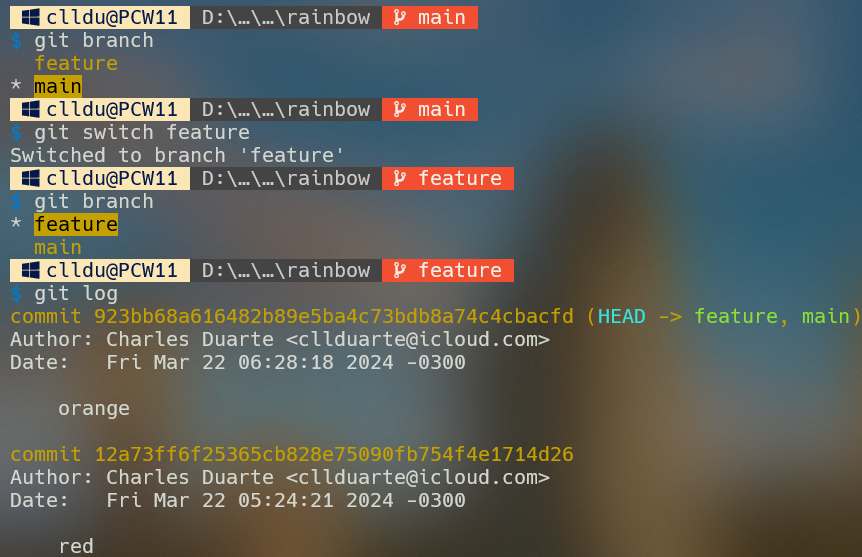 clldu@PCW11 D:\…\…\rainbow main
$ git branch
feature
* main
clldu@PCW11 D:\…\…\rainbow main
$ git switch feature
Switched to branch 'feature'
clldu@PCW11 D:\…\…\rainbow feature
$ git branch
* feature
main
clldu@PCW11 D:\…\…\rainbow feature
$ git log
commit 923bb68a616482b89e5ba4c73bdb8a74c4cbacfd (HEAD -> feature, main)
Author: Charles Duarte <cllduarte@icloud.com>
Date:   Fri Mar 22 06:28:18 2024 -0300
orange
commit 12a73ff6f25365cb828e75090fb754f4e1714d26
Author: Charles Duarte <cllduarte@icloud.com>
Date:   Fri Mar 22 05:24:21 2024 -0300
red